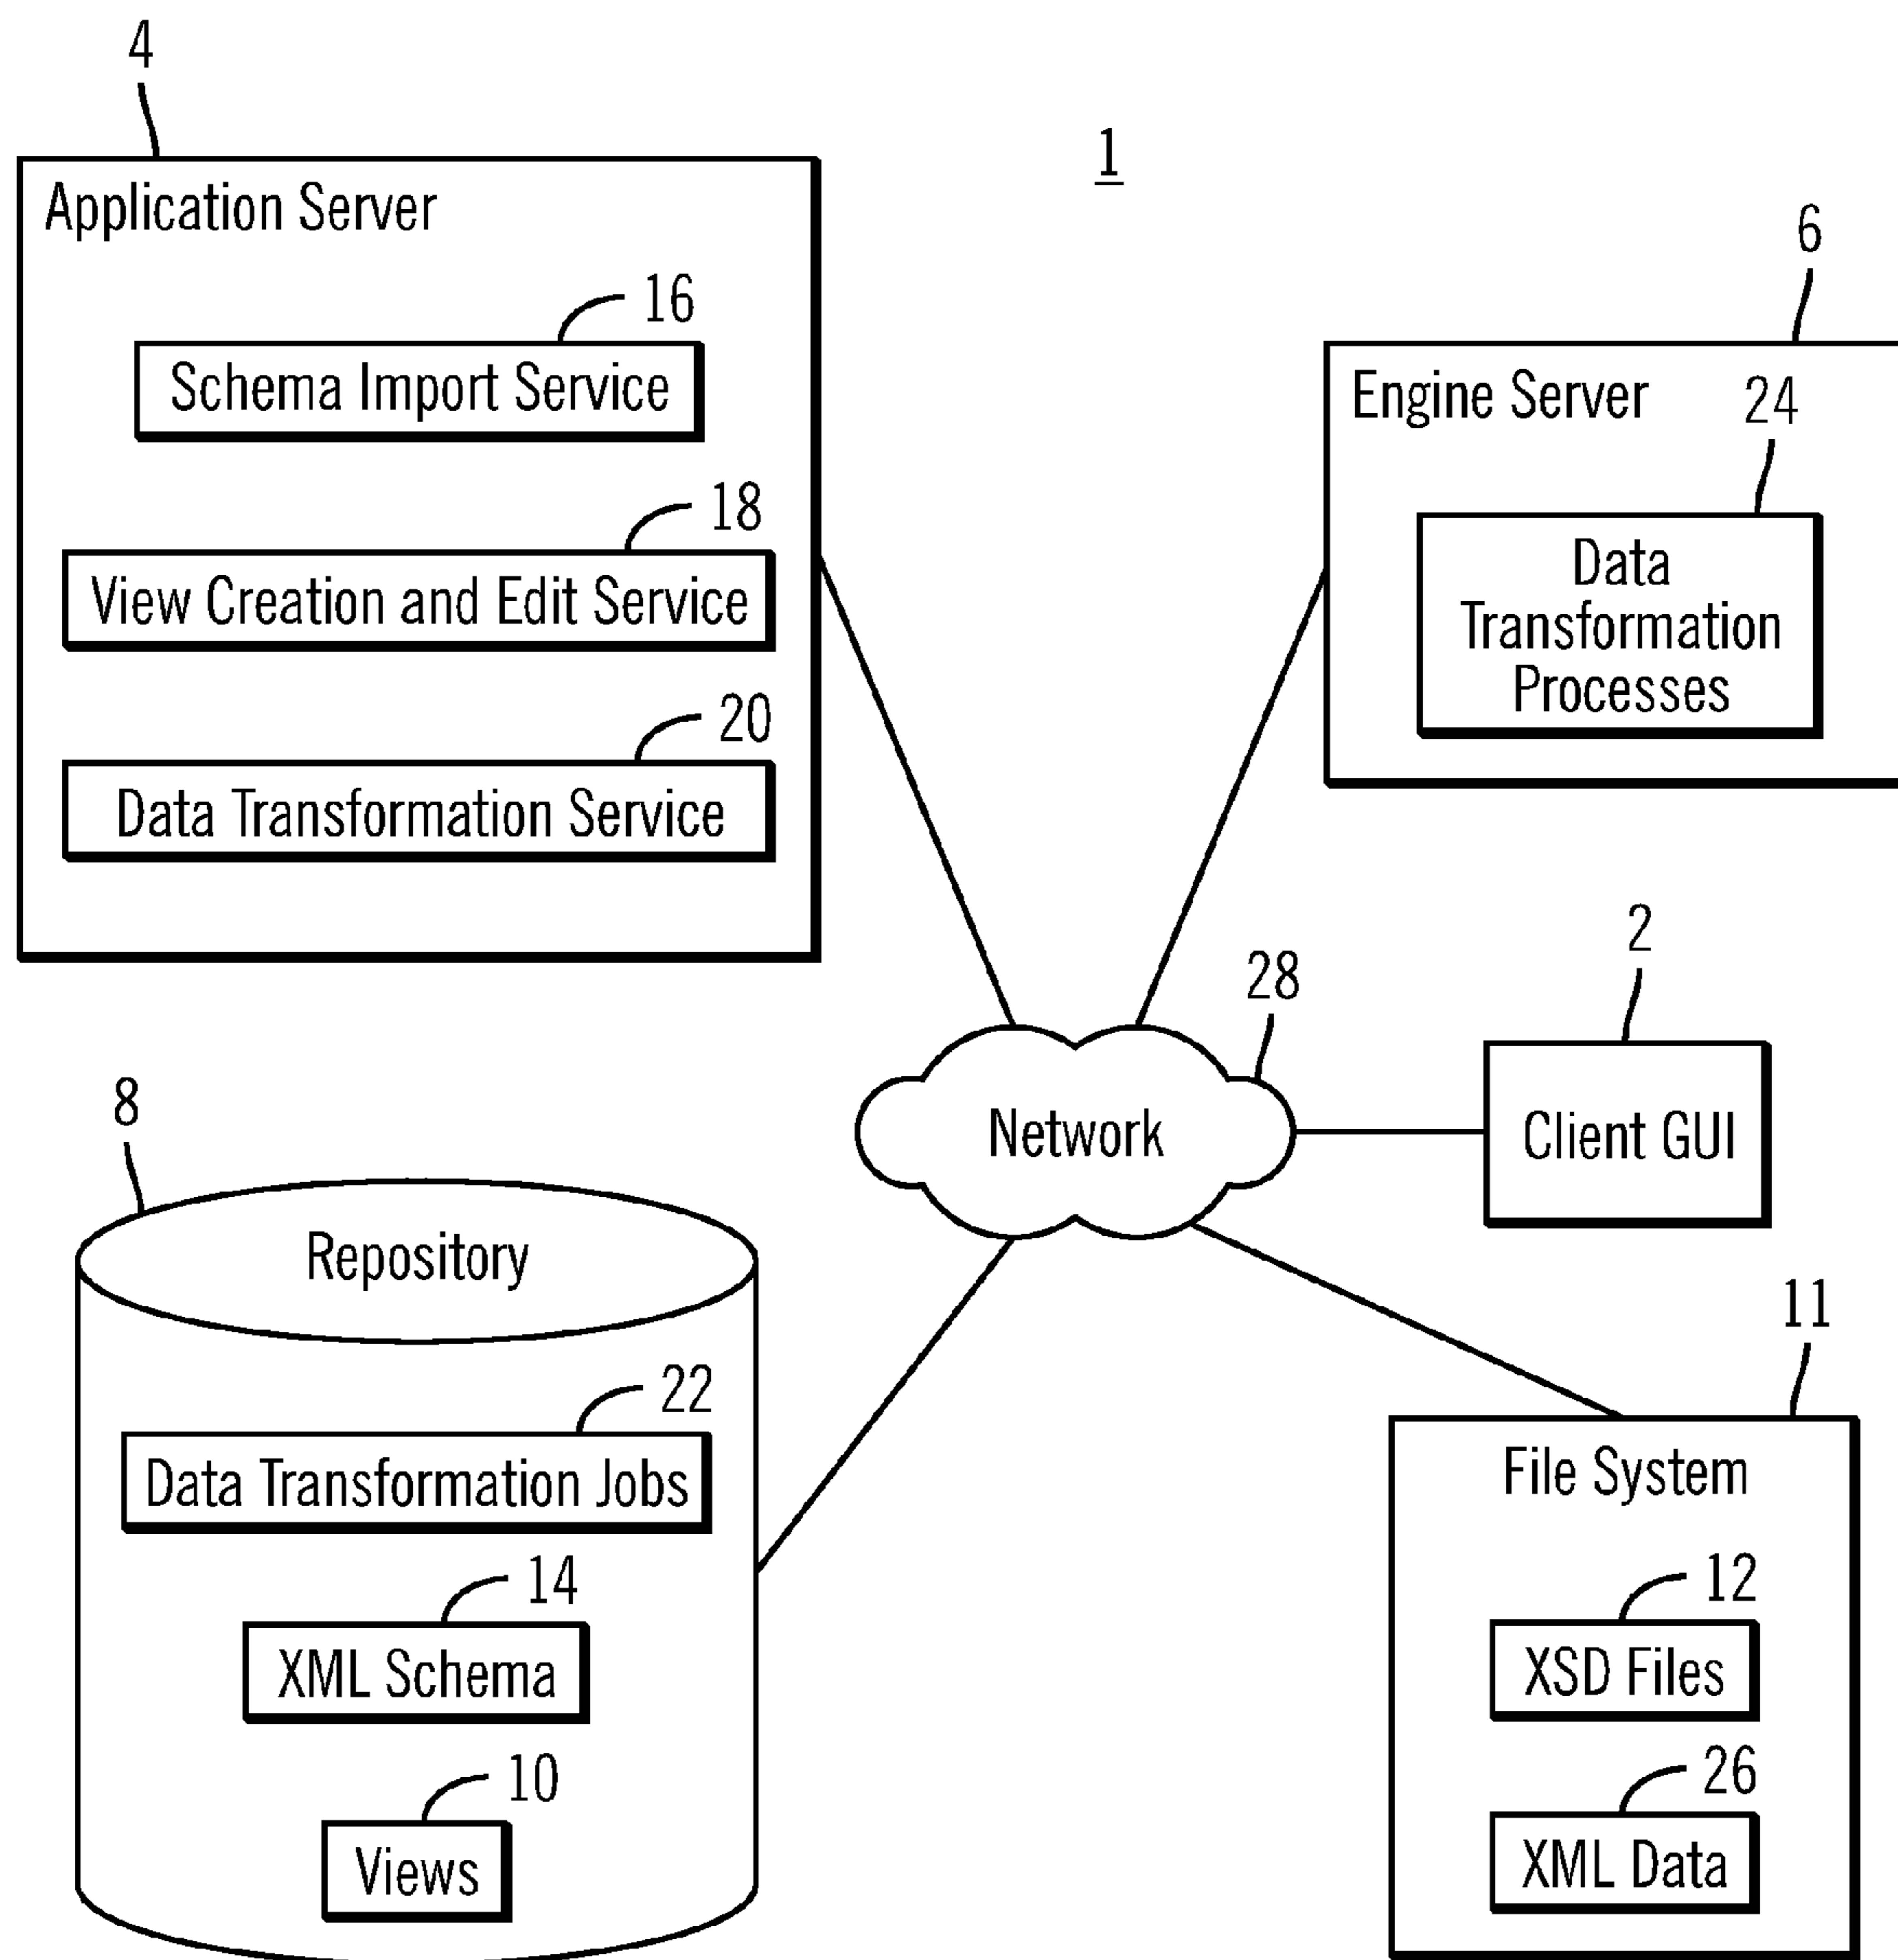 4
Application Server
16
Schema Import Service
18
View Creation and Edit Service
20
Data Transformation Service
1
6
Engine Server
24
Data
Transformation
Processes
28
Network
2
Client GUI
8
Repository
22
Data Transformation Jobs
14
XML Schema
10
Views
11
File System
12
XSD Files
26
XML Data